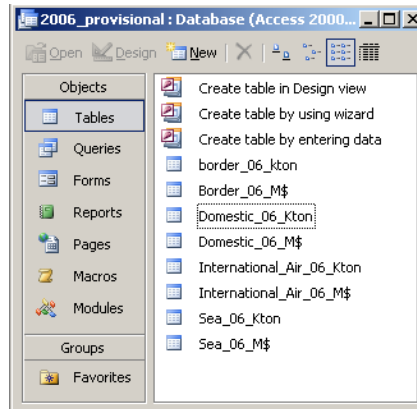 2006_provisional : Database (Access 2000...
Open Design New
Objects
Tables
Queries
Forms
Reports
Pages
Macros
Modules
Groups
Favorites
Create table in Design view
Create table by using wizard
Create table by entering data
border_06_kton
Border_06_M$
Domestic_06_Kton
Domestic_06_M$
International_Air_06_Kton
International_Air_06_M$
Sea_06_Kton
Sea_06_M$